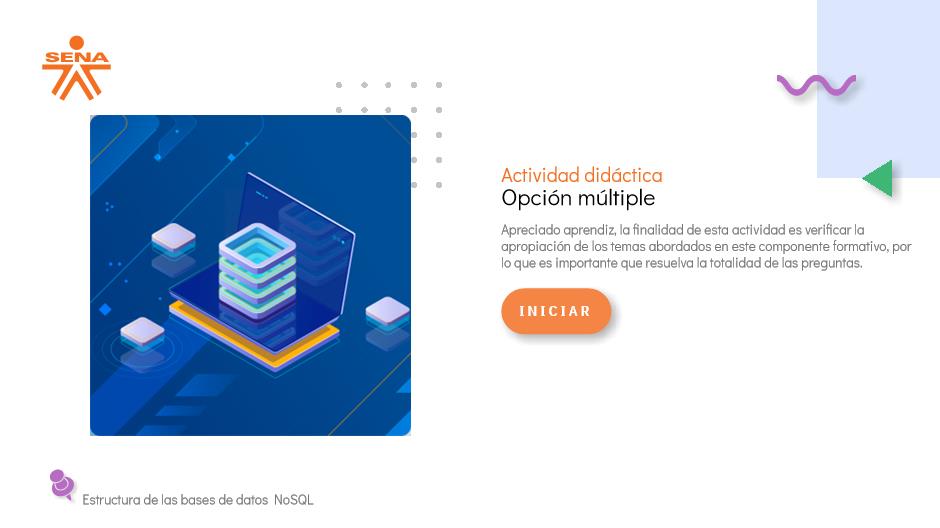 SENA
Actividad didáctica
Opción múltiple
Apreciado aprendiz, la finalidad de esta actividad es verificar la
apropiación de los temas abordados en este componente formativo, por
lo que es importante que resuelva la totalidad de las preguntas.
INICIAR
Estructura de las bases de datos NoSQL